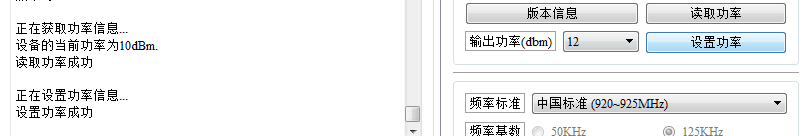 正在获取功率信息...
设备的当前功率为10dBm.
读取功率成功
正在设置功率信息...
设置功率成功
版本信息
读取功率
输出功率(dbm)
12
设置功率
频率标准
中国标准 (920~925MHz)
频率基数
50KHz
125KHz